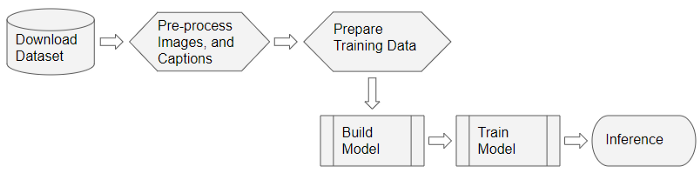 Download
Dataset
Pre-process
Images, and
Captions
Prepare
Training Data
Build
Model
Train
Model
Inference